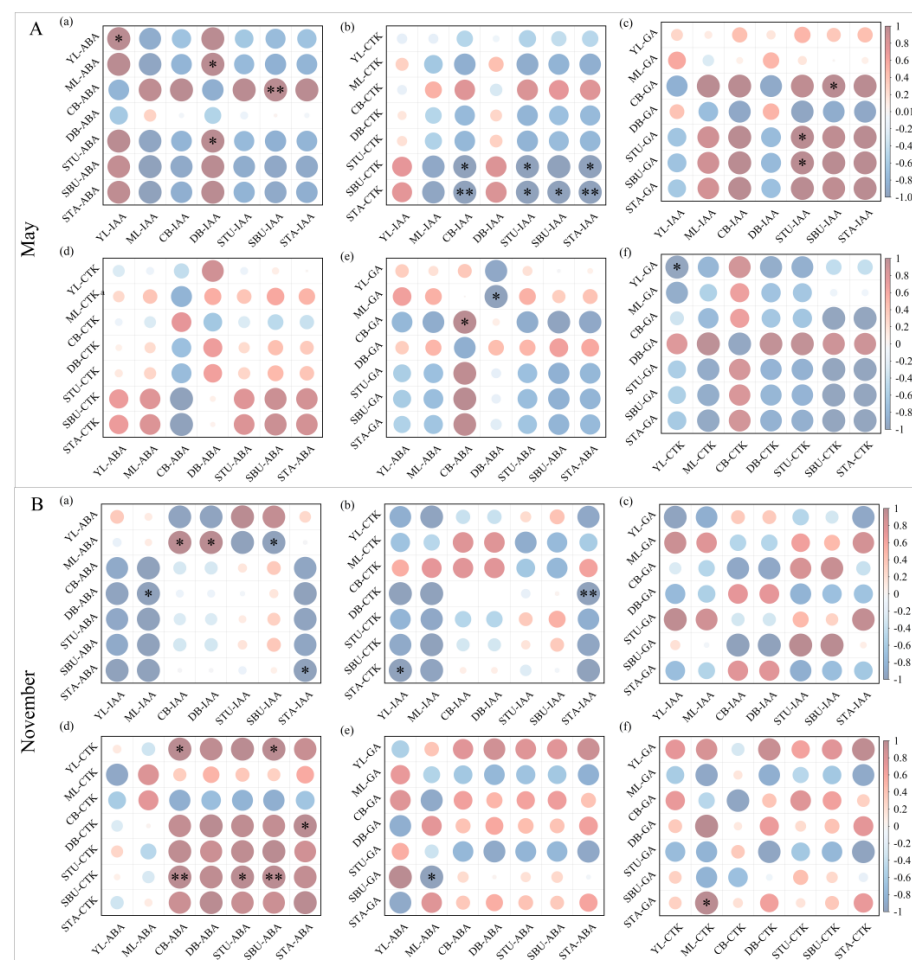 A
May
(a)
YL-ABA
ML-ABA
CB-ABA
DB-ABA
STU-ABA
SBU-ABA
STA-ABA
*
*
**
*
YL-IAA
ML-IAA
CB-IAA
DB-IAA
STU-IAA
SBU-IAA
STA-IAA
(b)
YL-CTK
ML-CTK
CB-CTK
DB-CTK
STU-CTK
SBU-CTK
STA-CTK
* * *
** * * **
YL-IAA
ML-IAA
CB-IAA
DB-IAA
STU-IAA
SBU-IAA
STA-IAA
(c)
YL-GA
ML-GA
CB-GA
DB-GA
STU-GA
SBU-GA
STA-GA
*
*
*
YL-IAA
ML-IAA
CB-IAA
DB-IAA
STU-IAA
SBU-IAA
STA-IAA
1
0.8
0.6
0.4
0.2
0.01
0
-0.2
-0.4
-0.6
-0.8
-1.0
(d)
YL-CTK
ML-CTK
CB-CTK
DB-CTK
STU-CTK
SBU-CTK
STA-CTK
YL-ABA
ML-ABA
CB-ABA
DB-ABA
STU-ABA
SBU-ABA
STA-ABA
(e)
YL-GA
ML-GA
CB-GA
DB-GA
STU-GA
SBU-GA
STA-GA
*
*
YL-ABA
ML-ABA
CB-ABA
DB-ABA
STU-ABA
SBU-ABA
STA-ABA
(f)
YL-GA
ML-GA
CB-GA
DB-GA
STU-GA
SBU-GA
STA-GA
*
YL-CTK
ML-CTK
CB-CTK
DB-CTK
STU-CTK
SBU-CTK
STA-CTK
1
0.8
0.6
0.4
0.2
0
-0.2
-0.4
-0.6
-0.8
-1
B
November
(a)
YL-ABA
ML-ABA
CB-ABA
DB-ABA
STU-ABA
SBU-ABA
STA-ABA
* * *
*
*
YL-IAA
ML-IAA
CB-IAA
DB-IAA
STU-IAA
SBU-IAA
STA-IAA
(b)
YL-CTK
ML-CTK
CB-CTK
DB-CTK
STU-CTK
SBU-CTK
STA-CTK
**
*
YL-IAA
ML-IAA
CB-IAA
DB-IAA
STU-IAA
SBU-IAA
STA-IAA
(c)
YL-GA
ML-GA
CB-GA
DB-GA
STU-GA
SBU-GA
STA-GA
YL-IAA
ML-IAA
CB-IAA
DB-IAA
STU-IAA
SBU-IAA
STA-IAA
1
0.8
0.6
0.4
0.2
0
-0.2
-0.4
-0.6
-0.8
-1
(d)
YL-CTK
ML-CTK
CB-CTK
DB-CTK
STU-CTK
SBU-CTK
STA-CTK
* *
*
** * **
YL-ABA
ML-ABA
CB-ABA
DB-ABA
STU-ABA
SBU-ABA
STA-ABA
(e)
YL-GA
ML-GA
CB-GA
DB-GA
STU-GA
SBU-GA
STA-GA
*
YL-ABA
ML-ABA
CB-ABA
DB-ABA
STU-ABA
SBU-ABA
STA-ABA
(f)
YL-GA
ML-GA
CB-GA
DB-GA
STU-GA
SBU-GA
STA-GA
*
YL-CTK
ML-CTK
CB-CTK
DB-CTK
STU-CTK
SBU-CTK
STA-CTK
1
0.8
0.6
0.4
0.2
0
-0.2
-0.4
-0.6
-0.8
-1